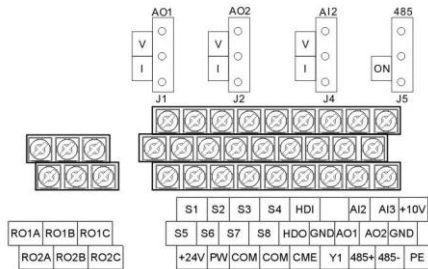 AO1 AO2 AI2 485
V V V
I I I ON
J1 J2 J4 J5
S1 S2 S3 S4 HDI AI2 AI3 +10V
RO1A RO1B RO1C S5 S6 S7 S8 HDO GND AO1 AO2 GND
RO2A RO2B RO2C +24V PW COM COM CME Y1 485+ 485- PE